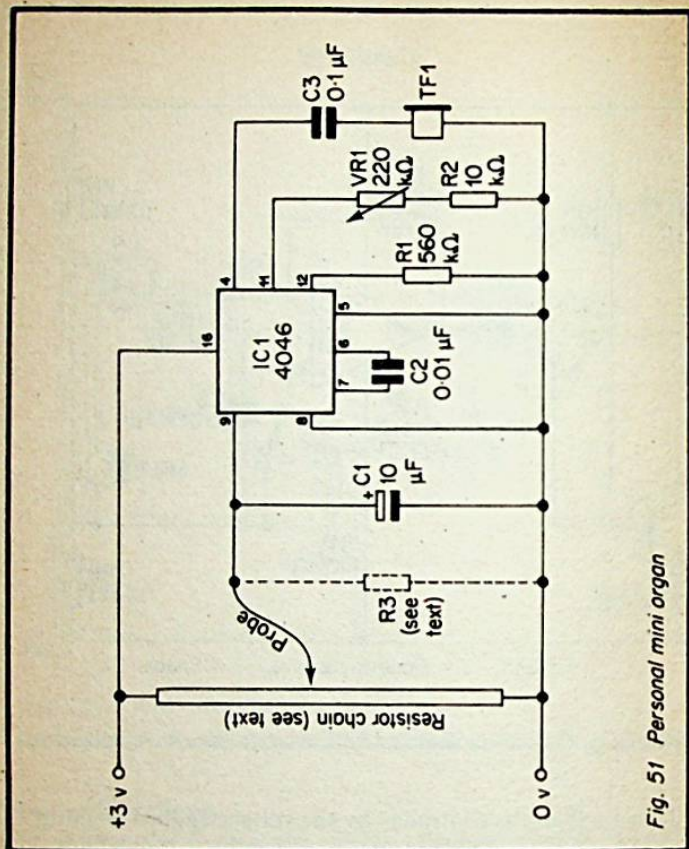 +3 v
0 v
Resistor chain (see text)
Probe
R3
(see
text)
C1
+
10
µF
9
8
16
IC1
4046
7
6
5
4
11
12
C2
0·01 µF
R1
560
kΩ
VR1
220
kΩ
R2
10
kΩ
C3
0·1 µF
TF1
Fig. 51 Personal mini organ